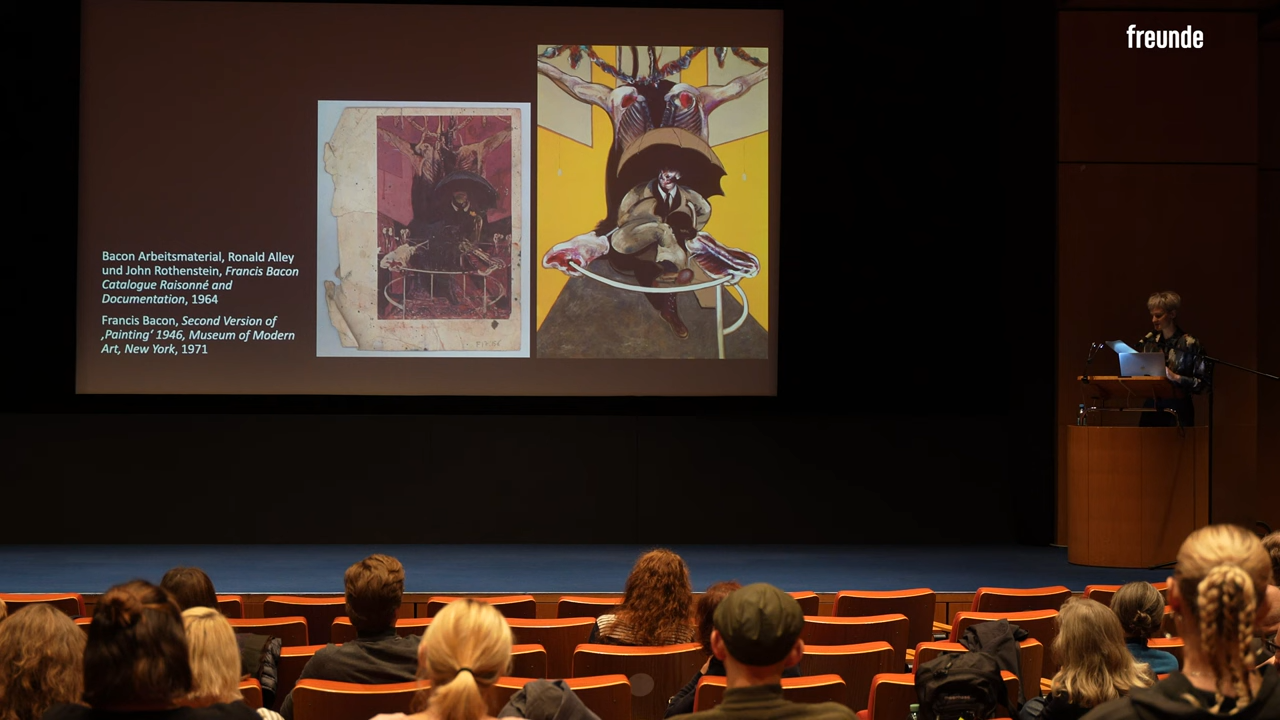 freunde
Bacon Arbeitsmaterial, Ronald Alley
und John Rothenstein, Francis Bacon
Catalogue Raisonné and
Documentation, 1964
Francis Bacon, Second Version of
‚Painting‘ 1946, Museum of Modern
Art, New York, 1971